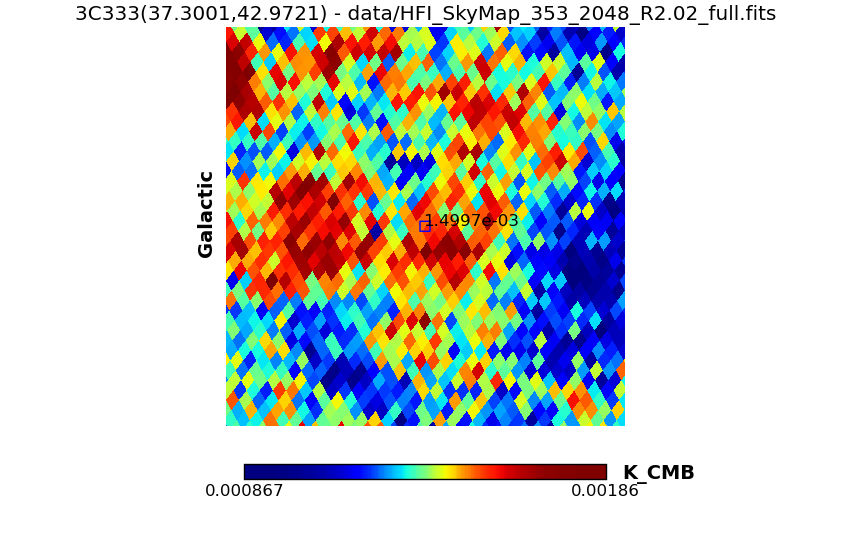 3C333(37.3001,42.9721) - data/HFI_SkyMap_353_2048_R2.02_full.fits
Galactic
1.4997e-03
K_CMB
0.000867
0.00186